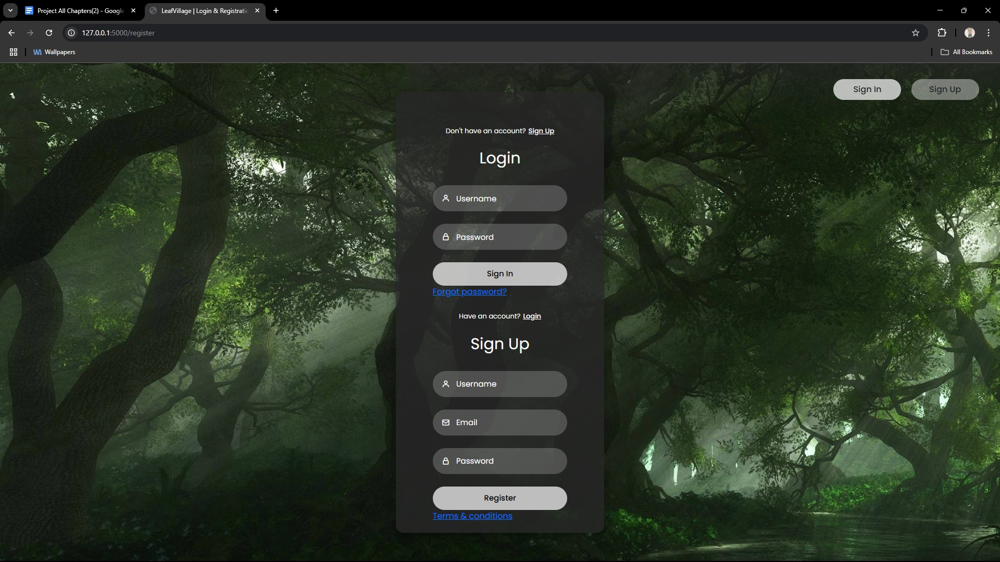 Project All Chapters(2) - Google
LeafVillage | Login & Registratio
127.0.0.1:5000/register
Wallpapers
All Bookmarks
Sign In
Sign Up
Don't have an account? Sign Up
Login
Username
Password
Sign In
Forgot password?
Have an account? Login
Sign Up
Username
Email
Password
Register
Terms & conditions